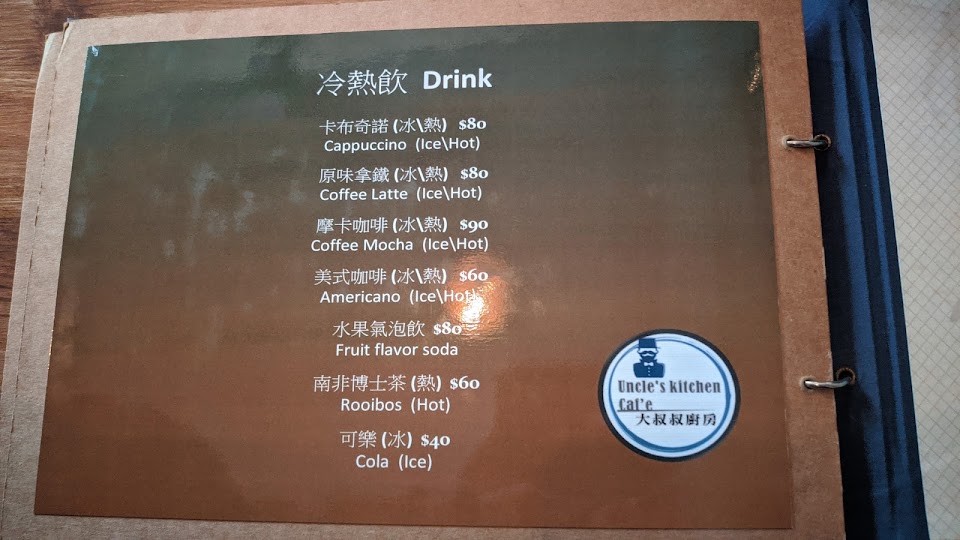 冷熱飲 Drink
卡布奇諾 (冰\熱) $80
Cappuccino (Ice\Hot)
原味拿鐵 (冰\熱) $80
Coffee Latte (Ice\Hot)
摩卡咖啡 (冰\熱) $90
Coffee Mocha (Ice\Hot)
美式咖啡 (冰\熱) $60
Americano (Ice\Hot)
水果氣泡飲 $80
Fruit flavor soda
南非博士茶 (熱) $60
Rooibos (Hot)
可樂 (冰) $40
Cola (Ice)
Uncle's kitchen
Caf'e
大叔叔廚房